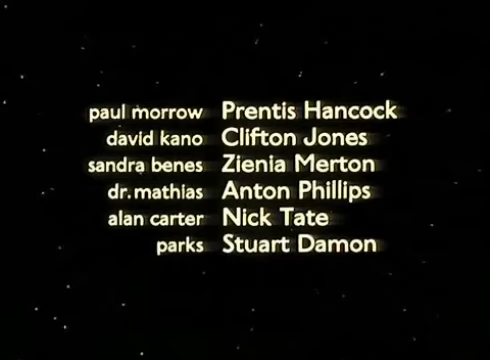 paul morrow Prentis Hancock
david kano Clifton Jones
sandra benes Zienia Merton
dr. mathias Anton Phillips
alan carter Nick Tate
parks Stuart Damon